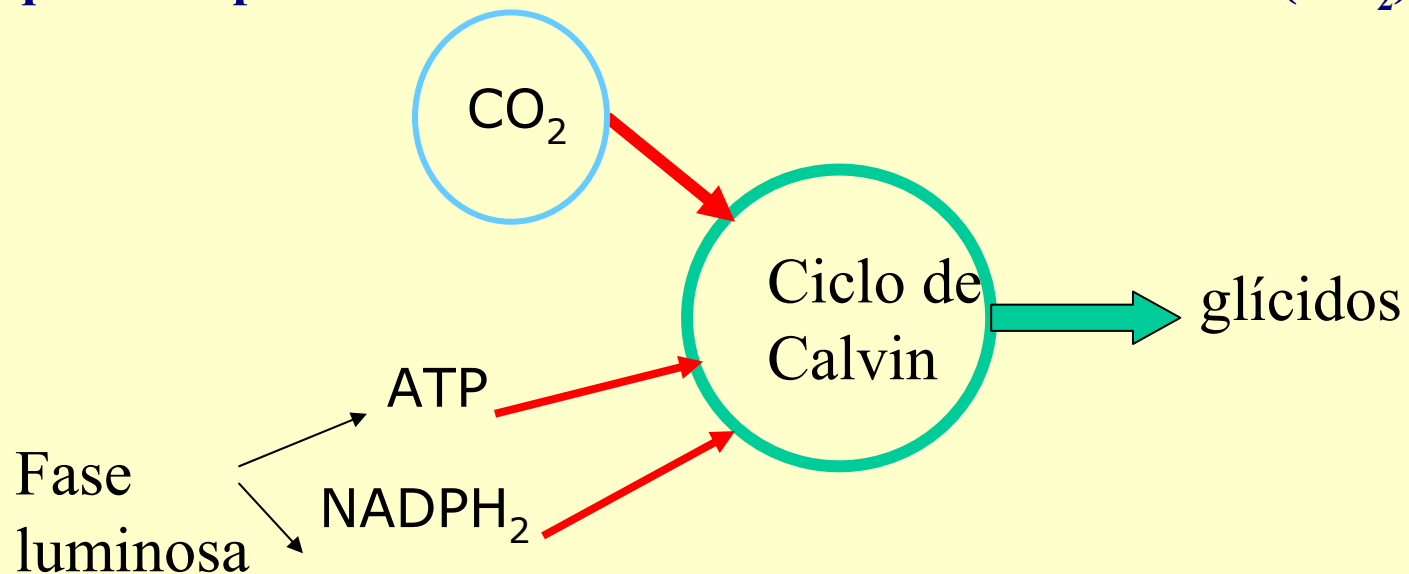 CO₂
Ciclo de
Calvin
glícidos
ATP
NADPH₂
Fase
luminosa